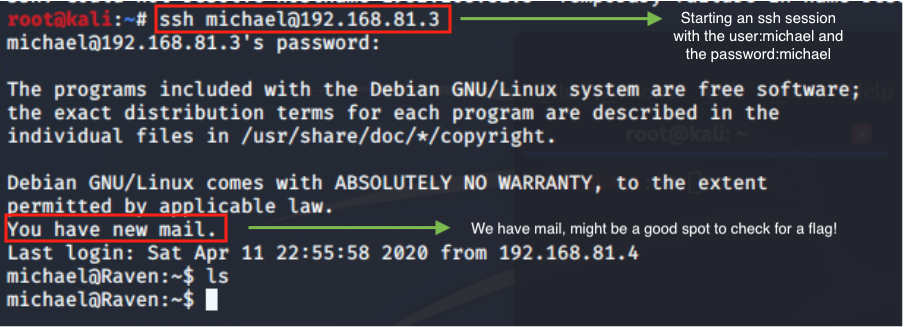 root@kali:~# ssh michael@192.168.81.3
Starting an ssh session
with the user:michael and
the password:michael
michael@192.168.81.3's password:
The programs included with the Debian GNU/Linux system are free software;
the exact distribution terms for each program are described in the
individual files in /usr/share/doc/*/copyright.
root@kali: ~
Debian GNU/Linux comes with ABSOLUTELY NO WARRANTY, to the extent
permitted by applicable law.
You have new mail.
We have mail, might be a good spot to check for a flag!
Last login: Sat Apr 11 22:55:58 2020 from 192.168.81.4
michael@Raven:~$ ls
michael@Raven:~$